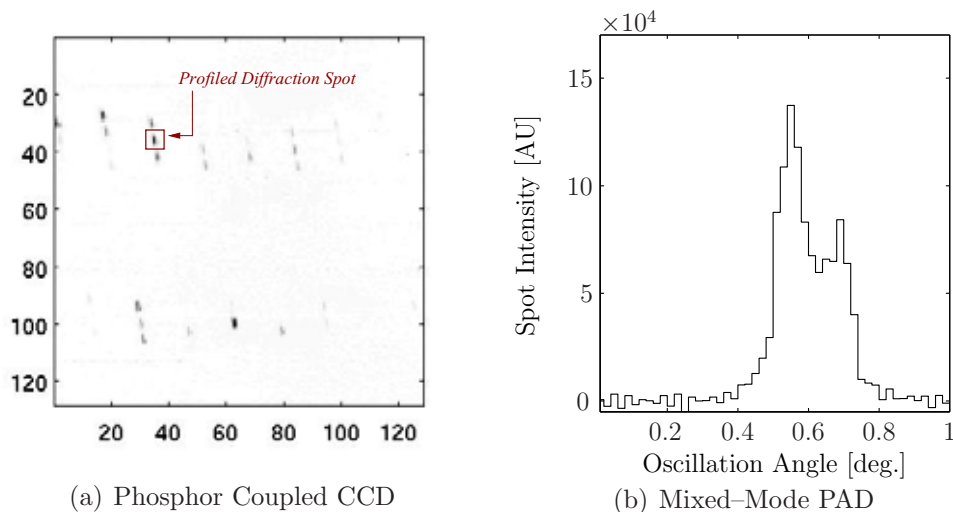 Profiled Diffraction Spot
20
40
60
80
100
120
20 40 60 80 100 120
(a) Phosphor Coupled CCD
×10⁴
15
10
5
0
Spot Intensity [AU]
0.2 0.4 0.6 0.8 1
Oscillation Angle [deg.]
(b) Mixed–Mode PAD